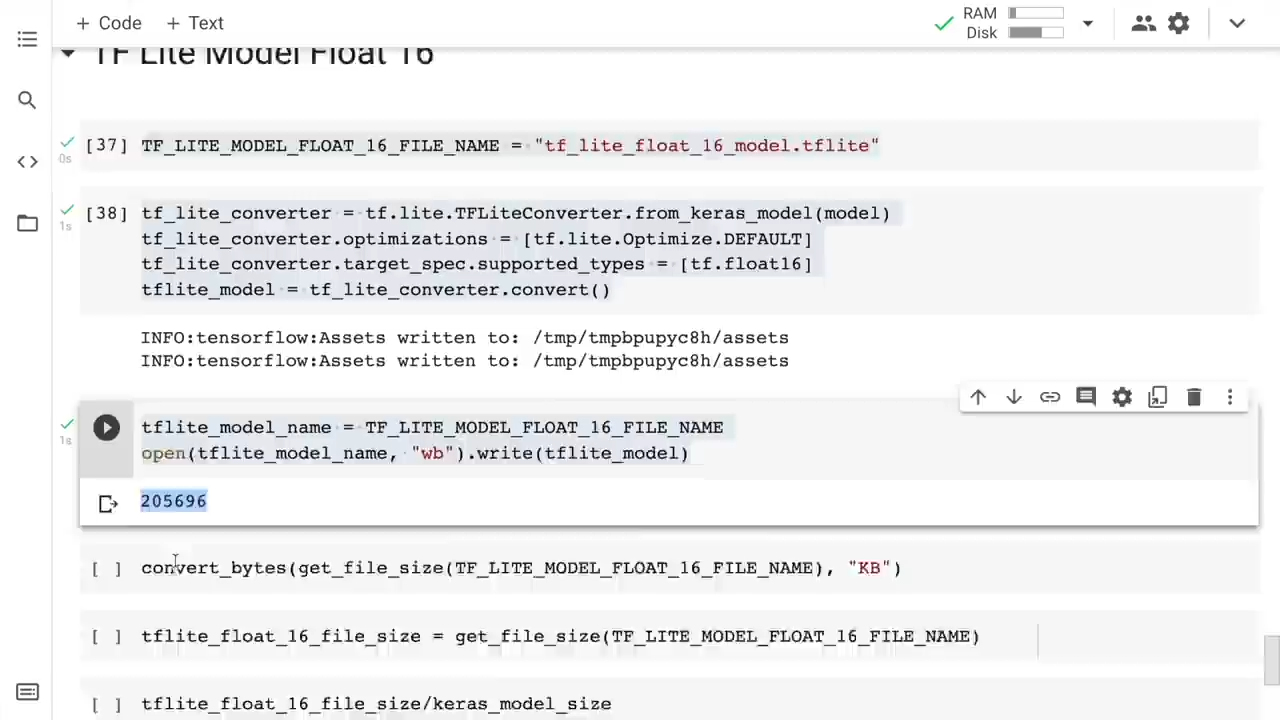 + Code + Text
RAM
Disk
TF Lite Model Float 16
[37] TF_LITE_MODEL_FLOAT_16_FILE_NAME = "tf_lite_float_16_model.tflite"
0s
[38] tf_lite_converter = tf.lite.TFLiteConverter.from_keras_model(model)
1s
tf_lite_converter.optimizations = [tf.lite.Optimize.DEFAULT]
tf_lite_converter.target_spec.supported_types = [tf.float16]
tflite_model = tf_lite_converter.convert()
INFO:tensorflow:Assets written to: /tmp/tmpbpupyc8h/assets
INFO:tensorflow:Assets written to: /tmp/tmpbpupyc8h/assets
tflite_model_name = TF_LITE_MODEL_FLOAT_16_FILE_NAME
1s
open(tflite_model_name, "wb").write(tflite_model)
205696
[ ] convert_bytes(get_file_size(TF_LITE_MODEL_FLOAT_16_FILE_NAME), "KB")
[ ] tflite_float_16_file_size = get_file_size(TF_LITE_MODEL_FLOAT_16_FILE_NAME)
[ ] tflite_float_16_file_size/keras_model_size